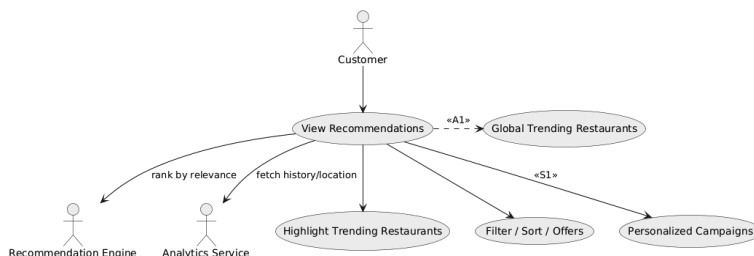 Customer
View Recommendations
«A1»
Global Trending Restaurants
rank by relevance
fetch history/location
«S1»
Recommendation Engine
Analytics Service
Highlight Trending Restaurants
Filter / Sort / Offers
Personalized Campaigns